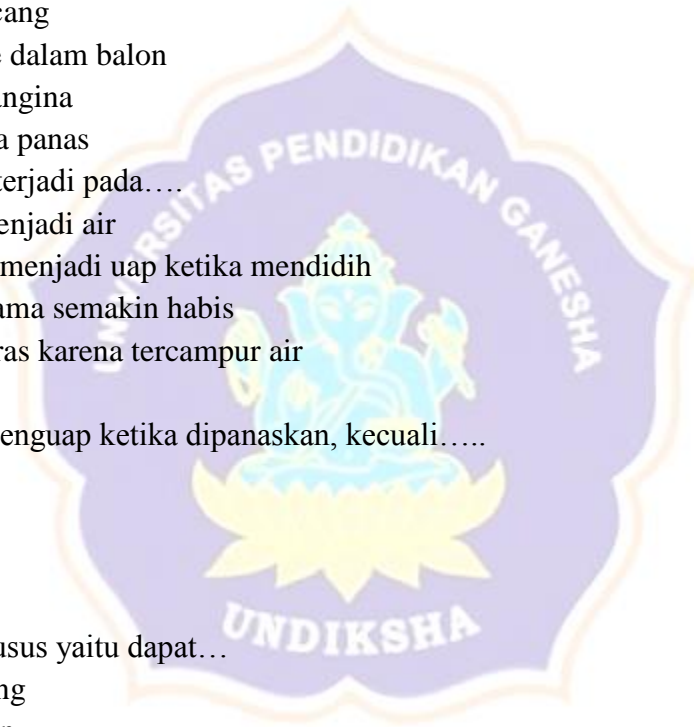 cang
dalam balon
angina
a panas
terjadi pada….
enjadi air
menjadi uap ketika mendidih
ama semakin habis
ras karena tercampur air
enguap ketika dipanaskan, kecuali…..
usus yaitu dapat…
ng
UNIVERSITAS PENDIDIKAN GANESHA
UNDIKSHA